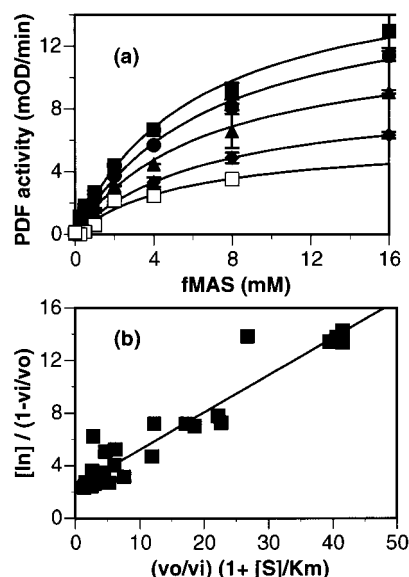 (a)
PDF activity (mOD/min)
12
8
4
0
0 4 8 12 16
fMAS (mM)
(b)
[In] / (1-vi/vo)
16
12
8
4
0
0 10 20 30 40 50
(vo/vi) (1+ [S]/Km)